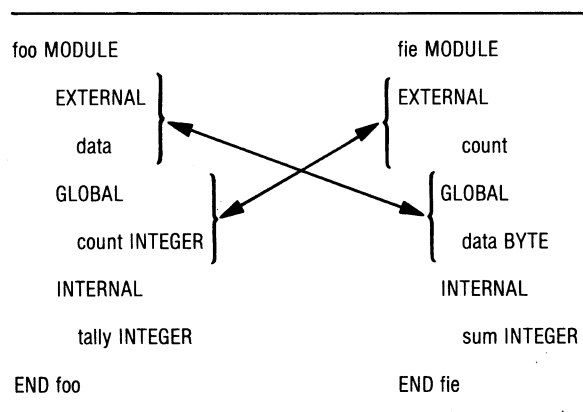 foo MODULE
EXTERNAL
data
GLOBAL
count INTEGER
INTERNAL
tally INTEGER
END foo
fie MODULE
EXTERNAL
count
GLOBAL
data BYTE
INTERNAL
sum INTEGER
END fie